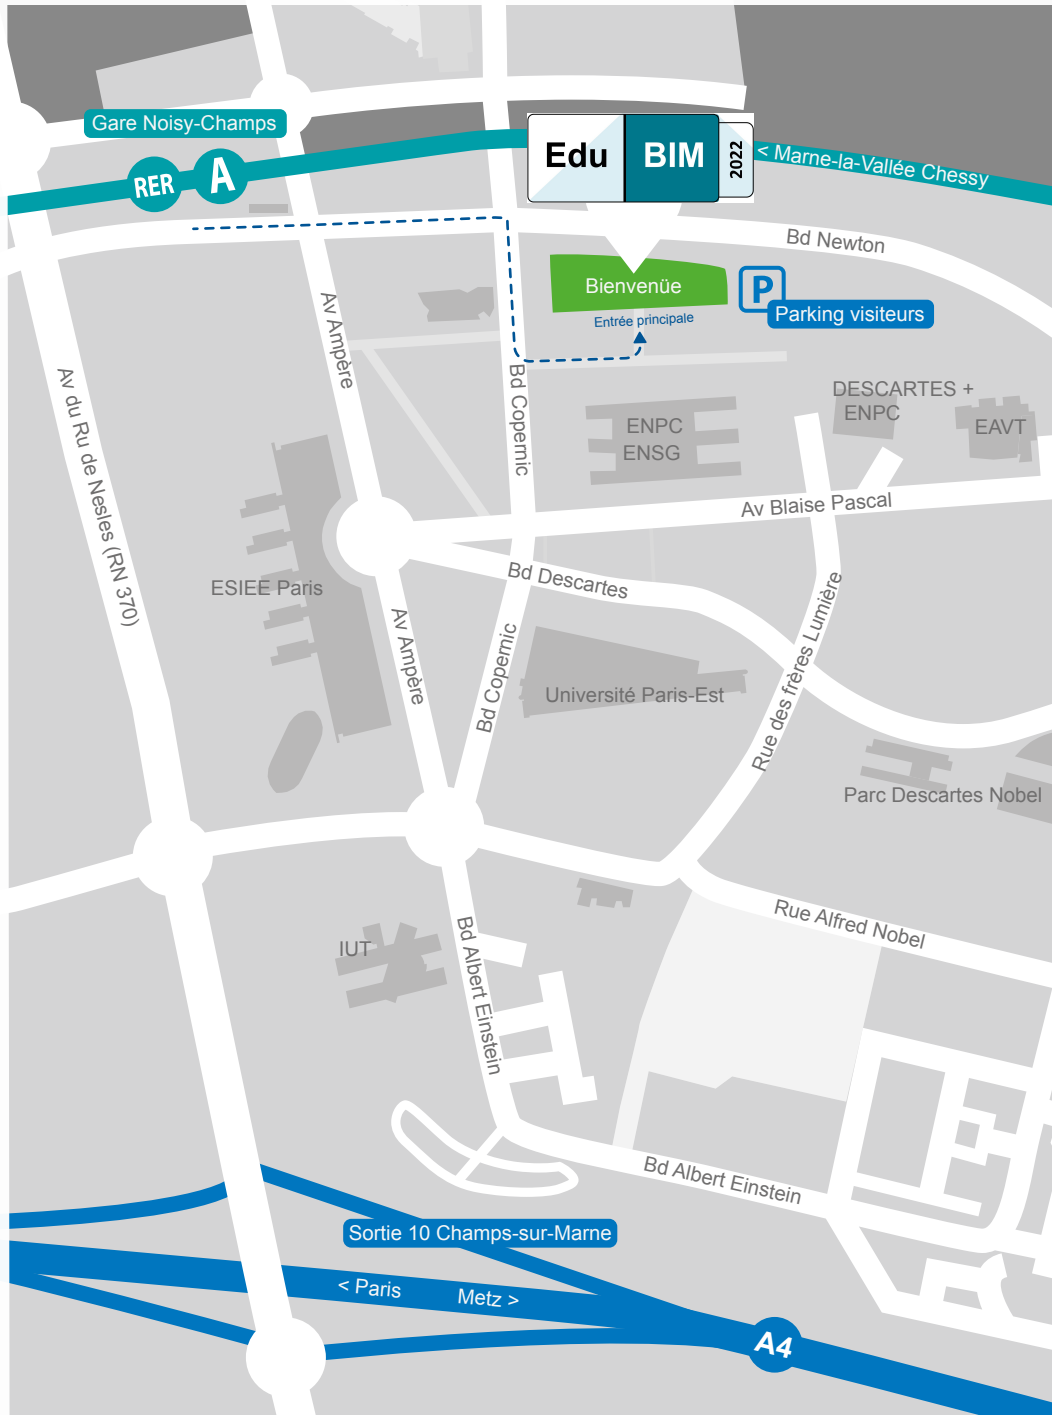 Gare Noisy-Champs
RER A
Edu BIM 2022
< Marne-la-Vallée Chessy
Bd Newton
Bienvenüe
P
Parking visiteurs
Entrée principale
Av Ampère
Av du Ru de Nesles (RN 370)
Bd Copernic
DESCARTES +
ENPC
EAVT
ENPC
ENSG
Av Blaise Pascal
ESIEE Paris
Bd Descartes
Rue des frères Lumière
Av Ampère
Bd Copernic
Université Paris-Est
Parc Descartes Nobel
Rue Alfred Nobel
IUT
Bd Albert Einstein
Bd Albert Einstein
Sortie 10 Champs-sur-Marne
< Paris
Metz >
A4